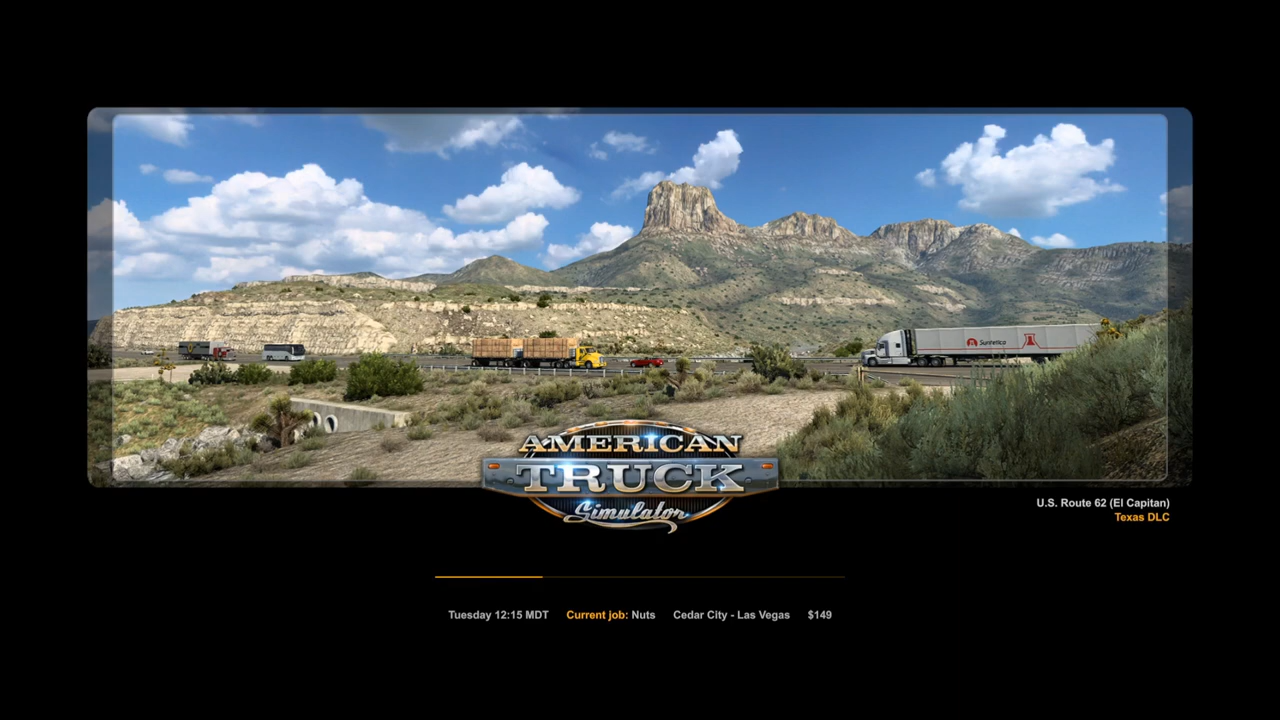 Suntetica
AMERICAN
TRUCK
Simulator
U.S. Route 62 (El Capitan)
Texas DLC
Tuesday 12:15 MDT Current job: Nuts Cedar City - Las Vegas $149